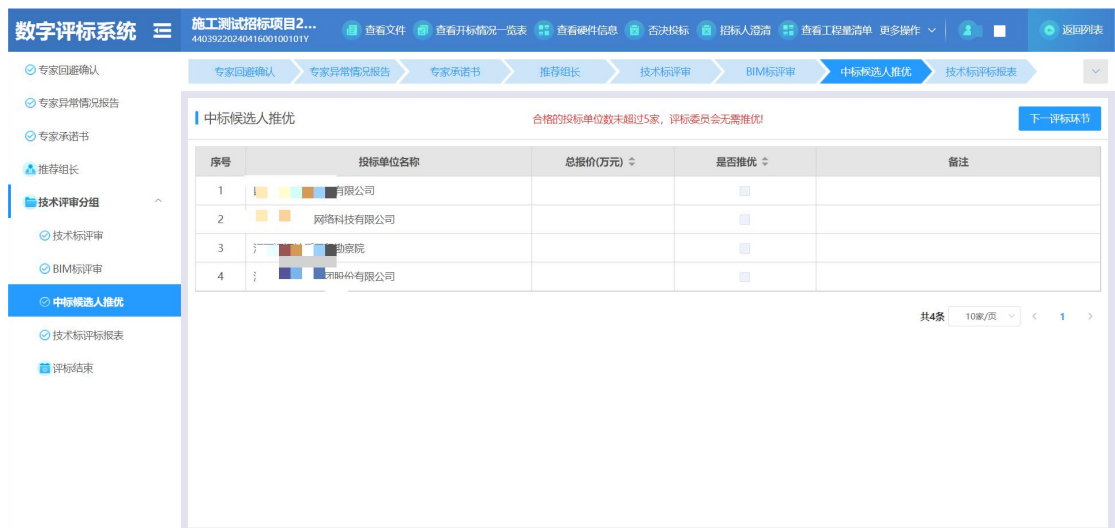 数字评标系统
施工测试招标项目2...
4403922024041600100101Y
查看文件 查看开标情况一览表 查看硬件信息 否决投标 招标人澄清 查看工程量清单 更多操作 返回列表
专家回避确认
专家异常情况报告
专家承诺书
推荐组长
技术评审分组
技术标评审
BIM标评审
中标候选人推优
技术标评标报表
评标结束
专家回避确认 专家异常情况报告 专家承诺书 推荐组长 技术标评审 BIM标评审 中标候选人推优 技术标评标报表
中标候选人推优 合格的投标单位数未超过5家，评标委员会无需推优! 下一评标环节
序号 投标单位名称 总报价(万元) 是否推优 备注
1 有限公司
2 网络科技有限公司
3 勘察院
4 团股份有限公司
共4条 10家/页 1